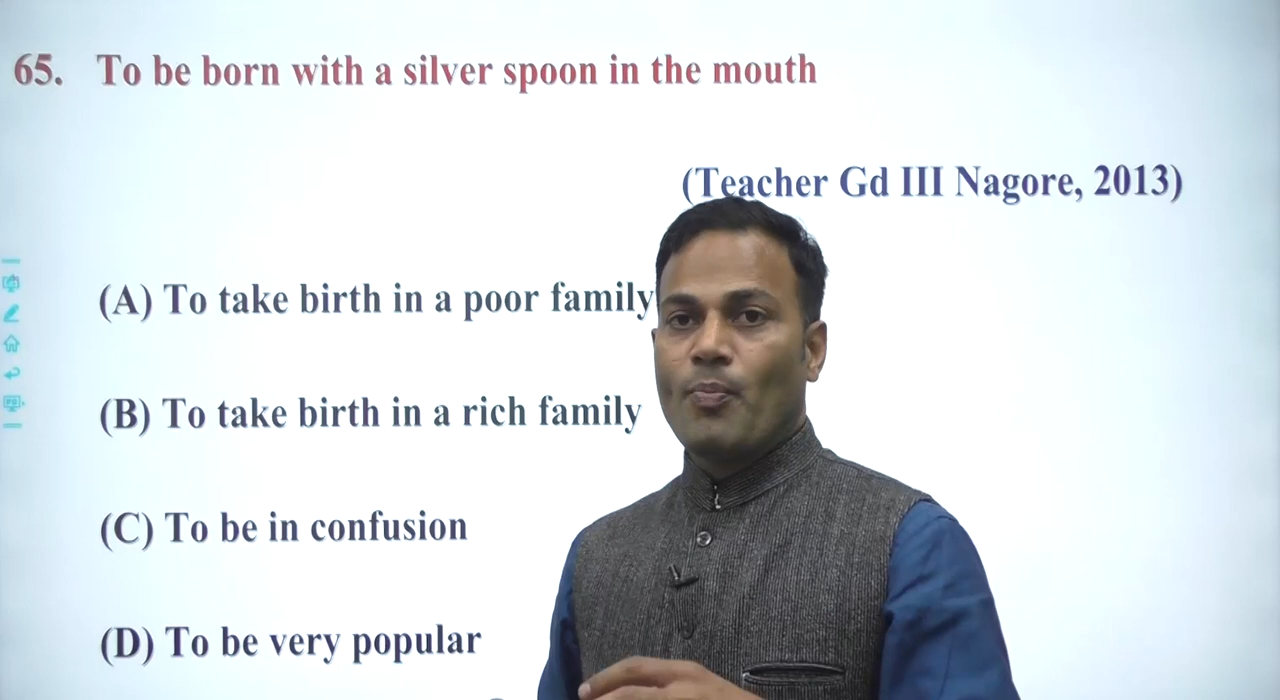 65. To be born with a silver spoon in the mouth
(Teacher Gd III Nagore, 2013)
(A) To take birth in a poor family
(B) To take birth in a rich family
(C) To be in confusion
(D) To be very popular